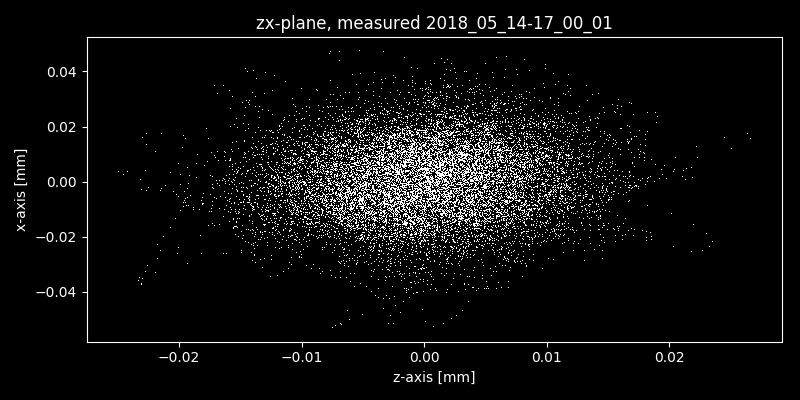 zx-plane, measured 2018_05_14-17_00_01
0.04
0.02
0.00
−0.02
−0.04
x-axis [mm]
−0.02 −0.01 0.00 0.01 0.02
z-axis [mm]